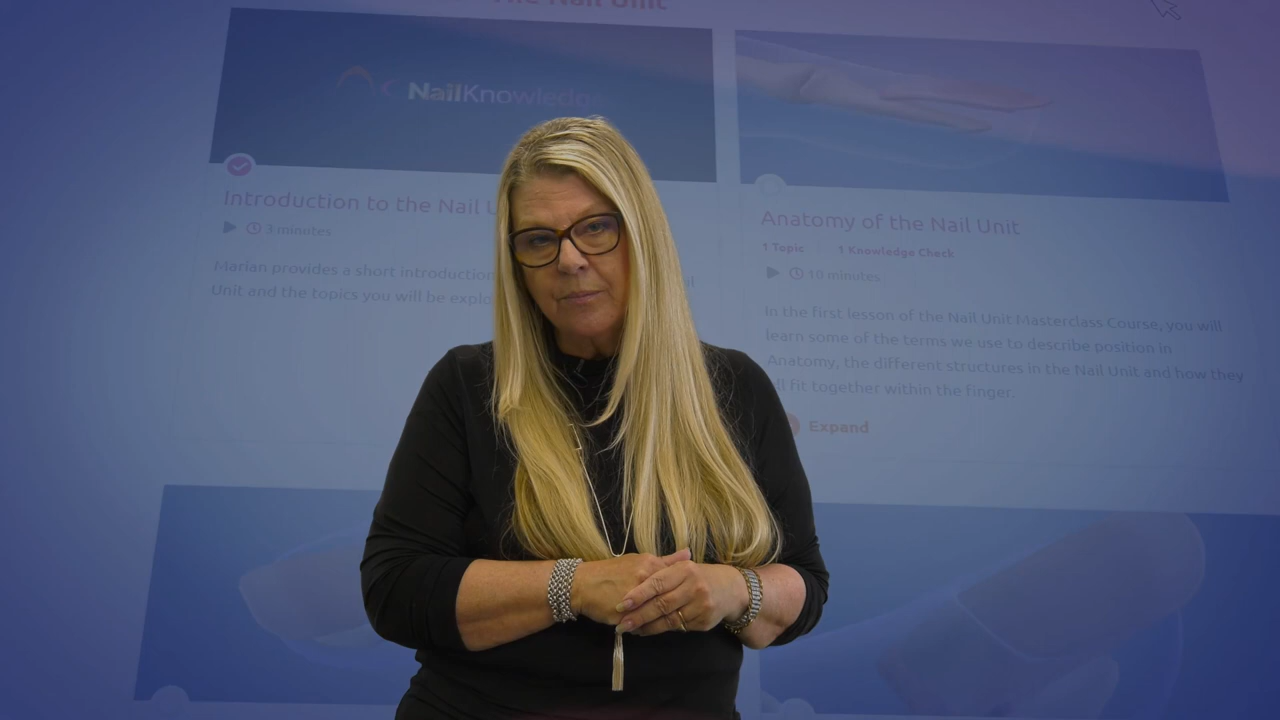 The Nail Unit
NailKnowledge
Introduction to the Nail
3 minutes
Marian provides a short introduction
Unit and the topics you will be
Anatomy of the Nail Unit
1 Topic 1 Knowledge Check
10 minutes
In the first lesson of the Nail Unit Masterclass Course, you will
learn some of the terms we use to describe position in
Anatomy, the different structures in the Nail Unit and how they
all fit together within the finger.
Expand